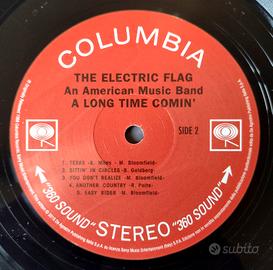 COLUMBIA
THE ELECTRIC FLAG
An American Music Band
A LONG TIME COMIN'
SIDE 2
1. TEXAS -B. Miles - M. Bloomfield-
2. SITTIN' IN CIRCLES -B. Goldberg-
3. YOU DON'T REALIZE -M. Bloomfield-
4. ANOTHER COUNTRY -R. Polte-
5. EASY RIDER -M. Bloomfield-
"360 SOUND" STEREO "360 SOUND"
subito